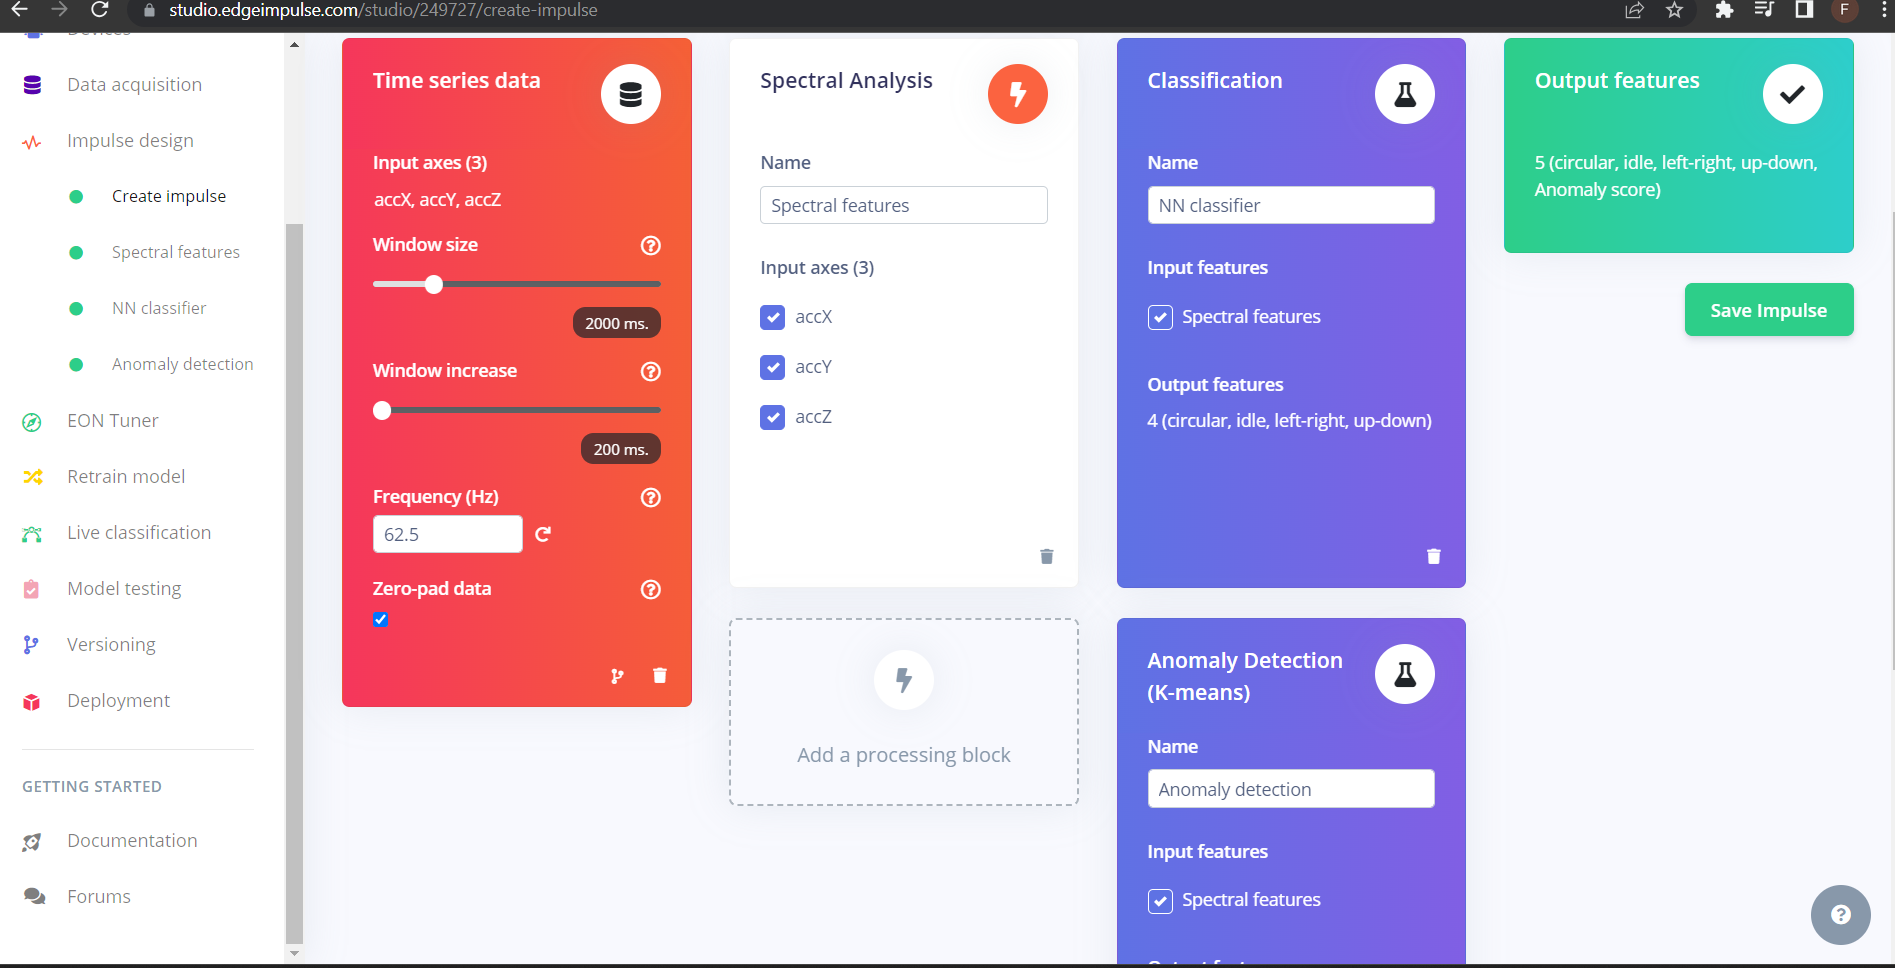 studio.edgeimpulse.com/studio/249727/create-impulse
F
Devices
Data acquisition
Impulse design
Create impulse
Spectral features
NN classifier
Anomaly detection
EON Tuner
Retrain model
Live classification
Model testing
Versioning
Deployment
GETTING STARTED
Documentation
Forums
Time series data
Input axes (3)
accX, accY, accZ
Window size
2000 ms.
Window increase
200 ms.
Frequency (Hz)
62.5
Zero-pad data
Spectral Analysis
Name
Spectral features
Input axes (3)
accX
accY
accZ
Add a processing block
Classification
Name
NN classifier
Input features
Spectral features
Output features
4 (circular, idle, left-right, up-down)
Anomaly Detection
(K-means)
Name
Anomaly detection
Input features
Spectral features
Output features
5 (circular, idle, left-right, up-down,
Anomaly score)
Save Impulse